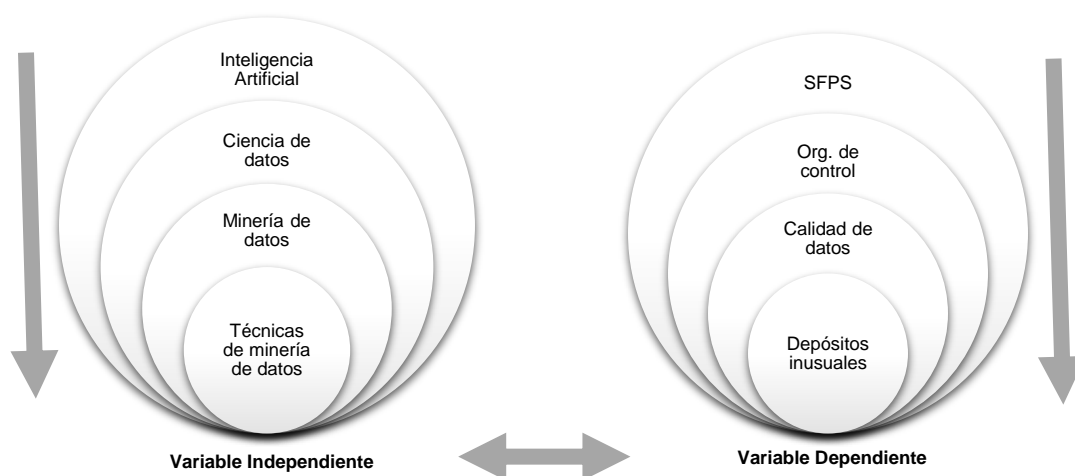 Inteligencia
Artificial
Ciencia de
datos
Minería de
datos
Técnicas
de minería
de datos
Variable Independiente
SFPS
Org. de
control
Calidad de
datos
Depósitos
inusuales
Variable Dependiente